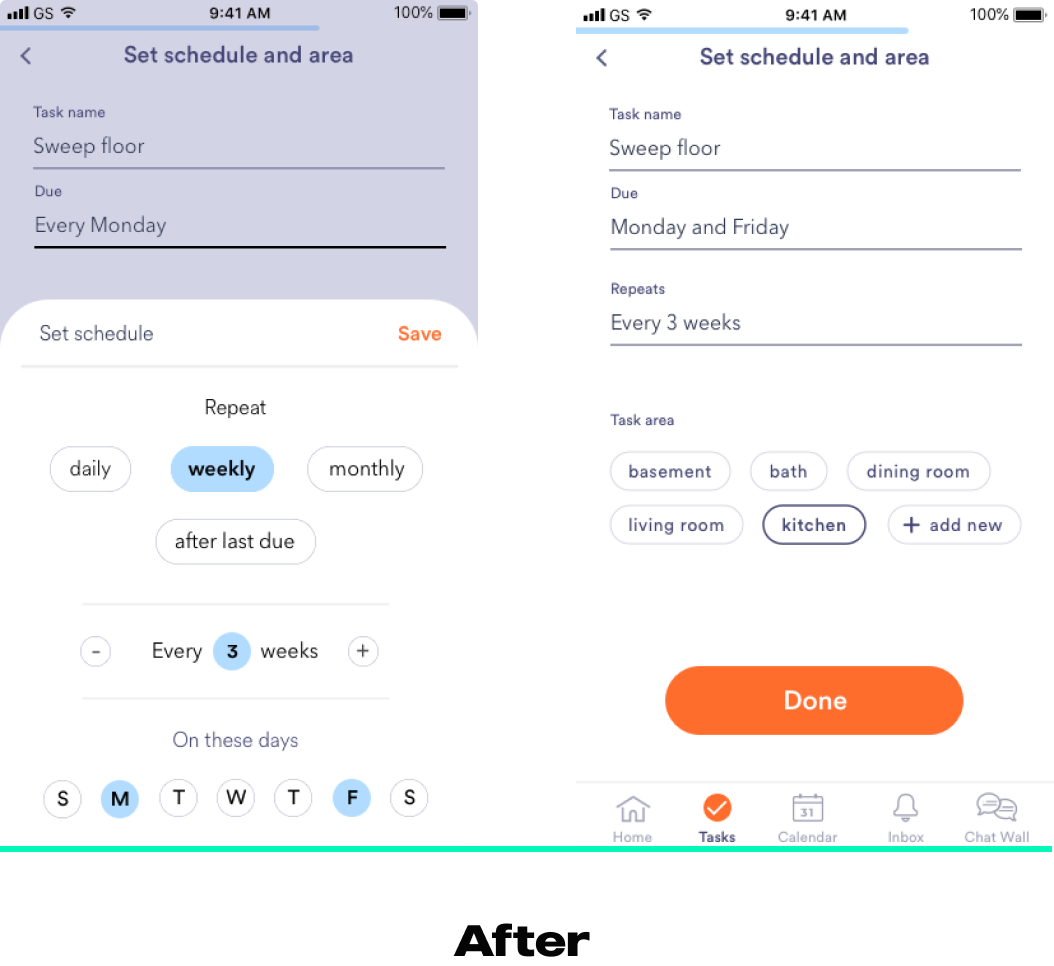 GS 9:41 AM 100%
Set schedule and area
Task name
Sweep floor
Due
Every Monday
Set schedule Save
Repeat
daily weekly monthly
after last due
- Every 3 weeks +
On these days
S M T W T F S
GS 9:41 AM 100%
Set schedule and area
Task name
Sweep floor
Due
Monday and Friday
Repeats
Every 3 weeks
Task area
basement bath dining room
living room kitchen + add new
Done
31
Home Tasks Calendar Inbox Chat Wall
After